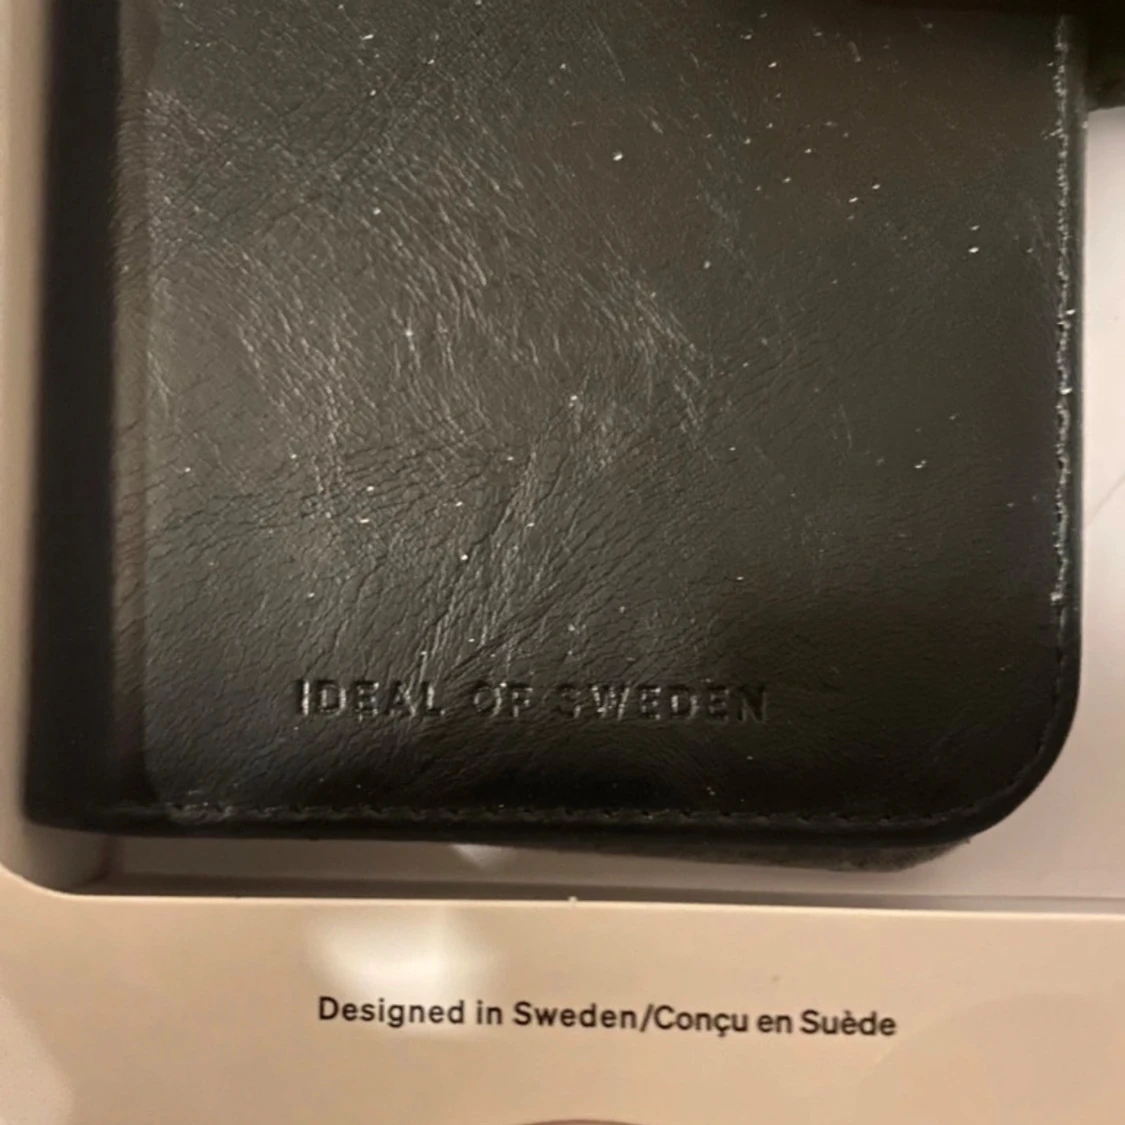 IDEAL OF SWEDEN
Designed in Sweden/Conçu en Suède